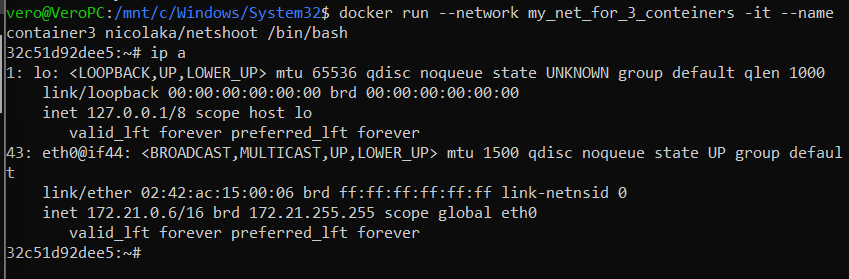 vero@VeroPC:/mnt/c/Windows/System32$ docker run --network my_net_for_3_conteiners -it --name
container3 nicolaka/netshoot /bin/bash
32c51d92dee5:~# ip a
1: lo: <LOOPBACK,UP,LOWER_UP> mtu 65536 qdisc noqueue state UNKNOWN group default qlen 1000
    link/loopback 00:00:00:00:00:00 brd 00:00:00:00:00:00
    inet 127.0.0.1/8 scope host lo
       valid_lft forever preferred_lft forever
43: eth0@if44: <BROADCAST,MULTICAST,UP,LOWER_UP> mtu 1500 qdisc noqueue state UP group defaul
t
    link/ether 02:42:ac:15:00:06 brd ff:ff:ff:ff:ff:ff link-netnsid 0
    inet 172.21.0.6/16 brd 172.21.255.255 scope global eth0
       valid_lft forever preferred_lft forever
32c51d92dee5:~#